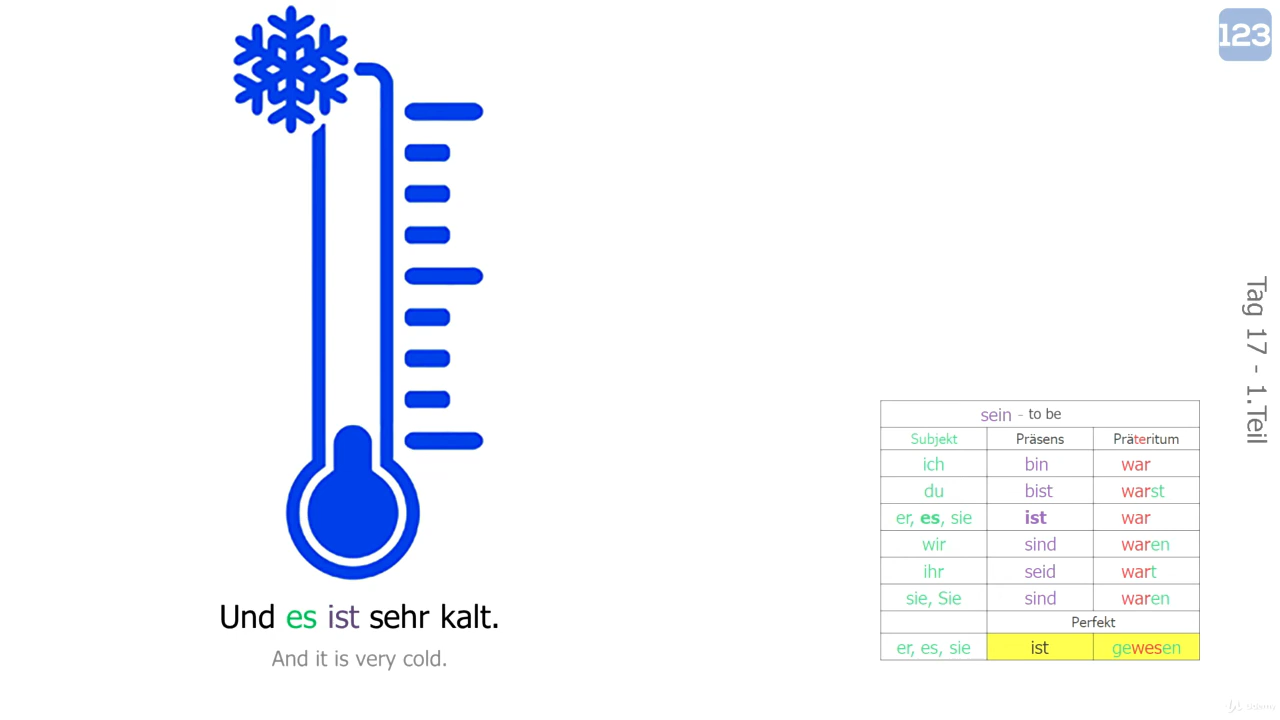 123
Tag 17 - 1.Teil
sein - to be
Subjekt Präsens Präteritum
ich bin war
du bist warst
er, es, sie ist war
wir sind waren
ihr seid wart
sie, Sie sind waren
Perfekt
er, es, sie ist gewesen
Und es ist sehr kalt.
And it is very cold.